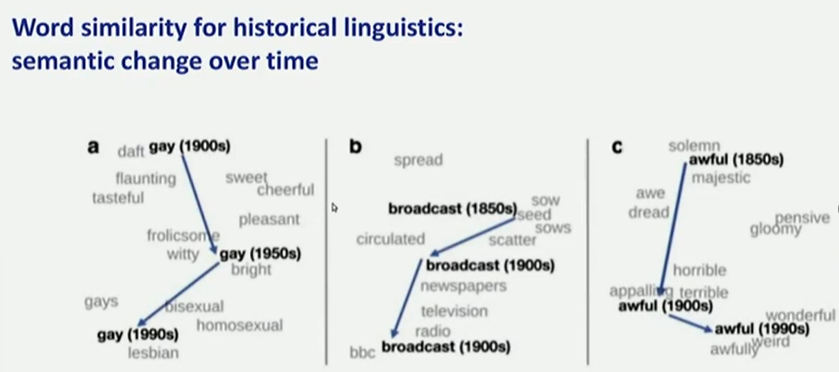 Word similarity for historical linguistics:
semantic change over time
a
daft gay (1900s)
flaunting
sweet
tasteful
cheerful
pleasant
frolicsome
witty
gay (1950s)
bright
gays
bisexual
homosexual
gay (1990s)
lesbian
b
spread
broadcast (1850s)
sow
seed
sows
circulated
scatter
broadcast (1900s)
newspapers
television
radio
bbc
broadcast (1900s)
c
solemn
awful (1850s)
majestic
awe
dread
pensive
gloomy
horrible
appalling
terrible
awful (1900s)
wonderful
awful (1990s)
weird
awfully